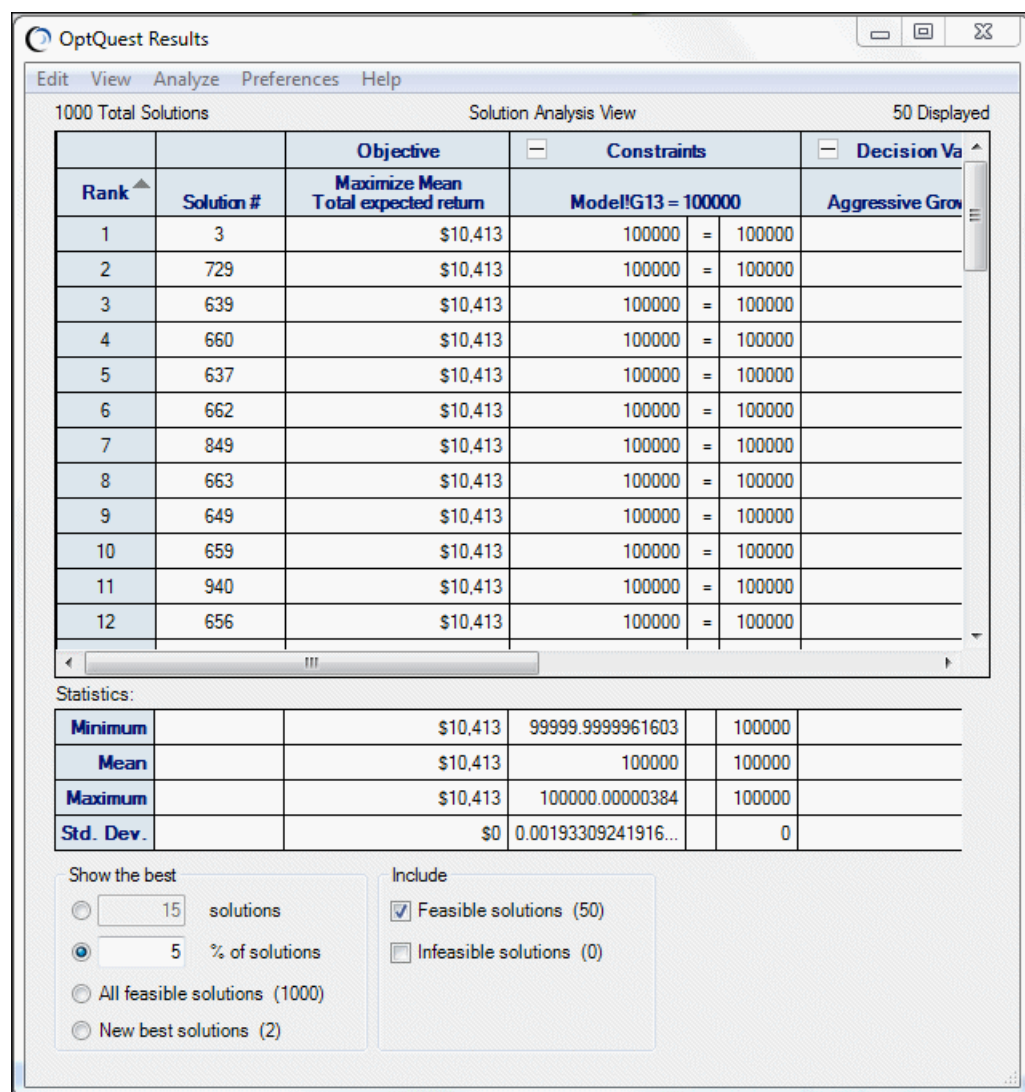 OptQuest Results
Edit View Analyze Preferences Help
1000 Total Solutions Solution Analysis View 50 Displayed
Objective Constraints Decision Va
Rank Solution # Maximize Mean Total expected return Model!G13 = 100000 Aggressive Grow
1 3 $10,413 100000 = 100000
2 729 $10,413 100000 = 100000
3 639 $10,413 100000 = 100000
4 660 $10,413 100000 = 100000
5 637 $10,413 100000 = 100000
6 662 $10,413 100000 = 100000
7 849 $10,413 100000 = 100000
8 663 $10,413 100000 = 100000
9 649 $10,413 100000 = 100000
10 659 $10,413 100000 = 100000
11 940 $10,413 100000 = 100000
12 656 $10,413 100000 = 100000
Statistics:
Minimum $10,413 99999.9999961603 100000
Mean $10,413 100000 100000
Maximum $10,413 100000.00000384 100000
Std. Dev. $0 0.00193309241916... 0
Show the best Include
15 solutions Feasible solutions (50)
5 % of solutions Infeasible solutions (0)
All feasible solutions (1000)
New best solutions (2)